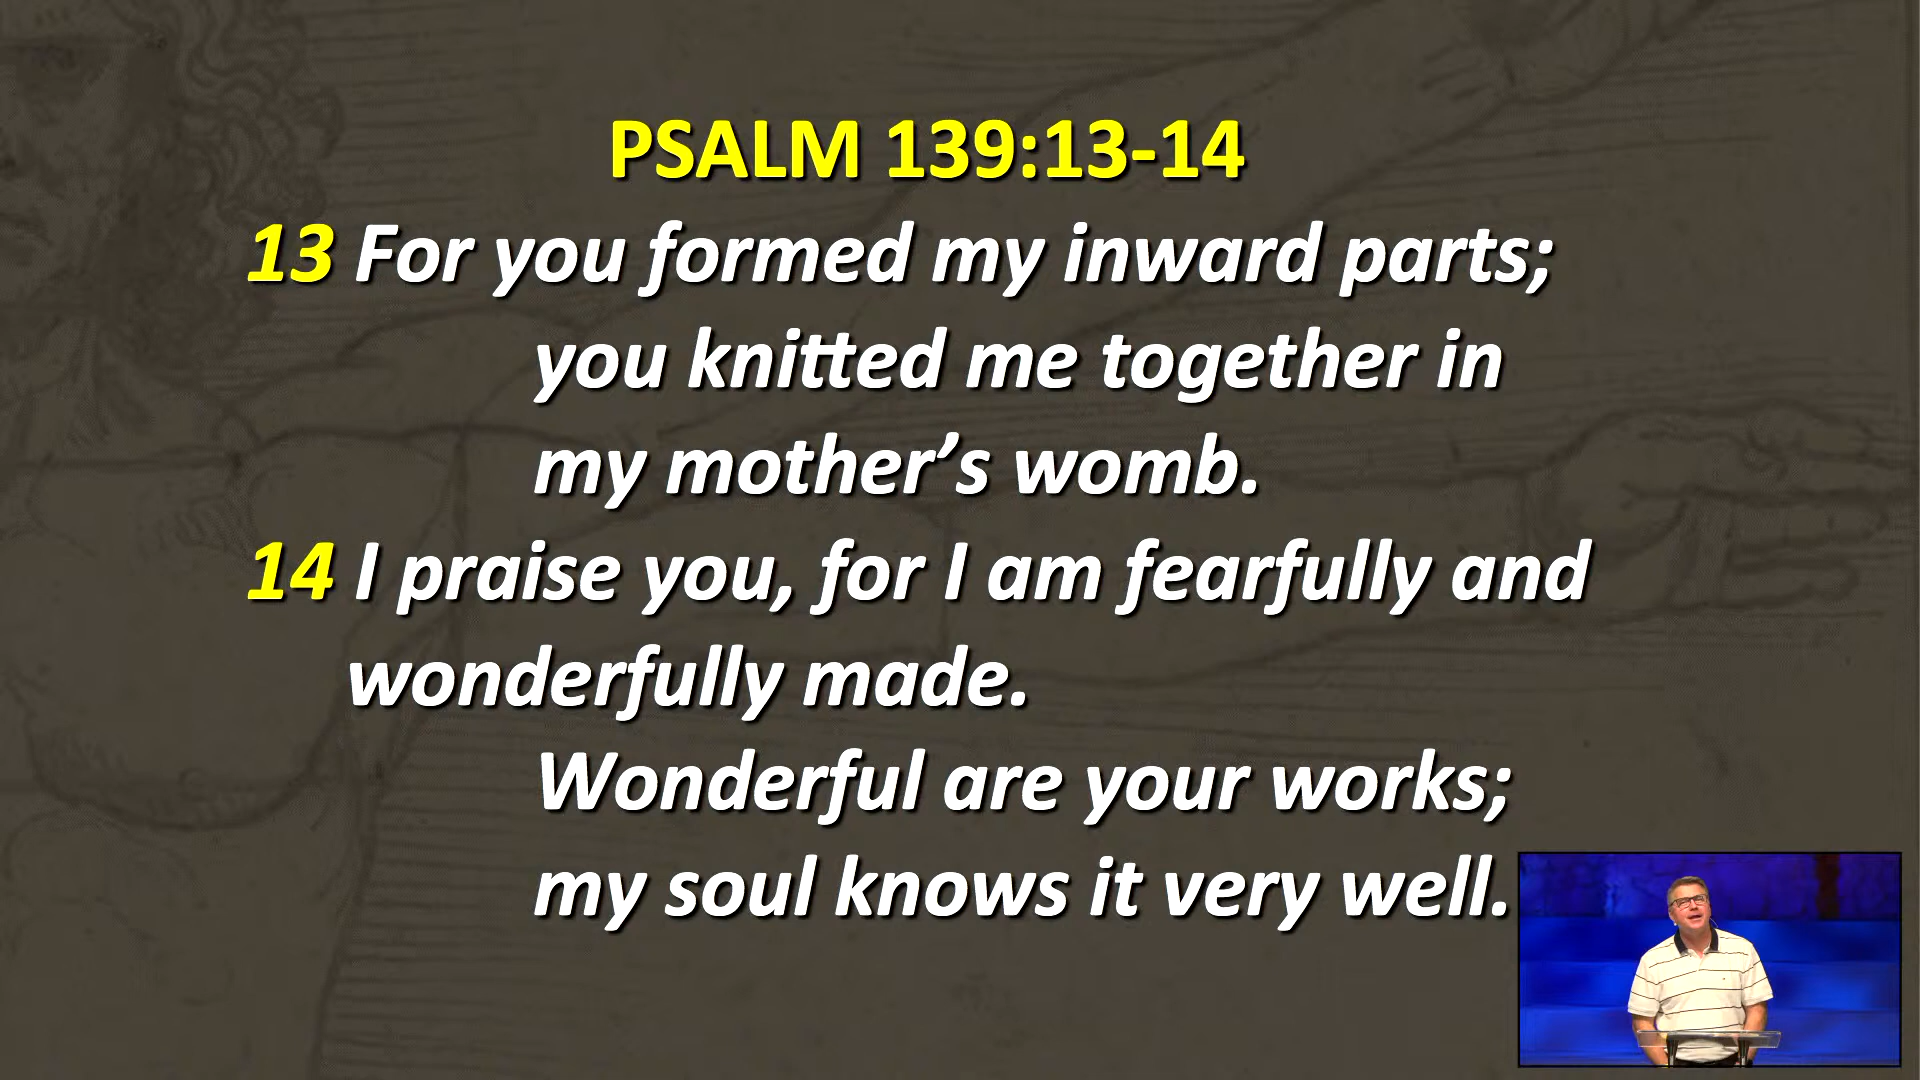 PSALM 139:13-14
13 For you formed my inward parts;
you knitted me together in
my mother’s womb.
14 I praise you, for I am fearfully and
wonderfully made.
Wonderful are your works;
my soul knows it very well.